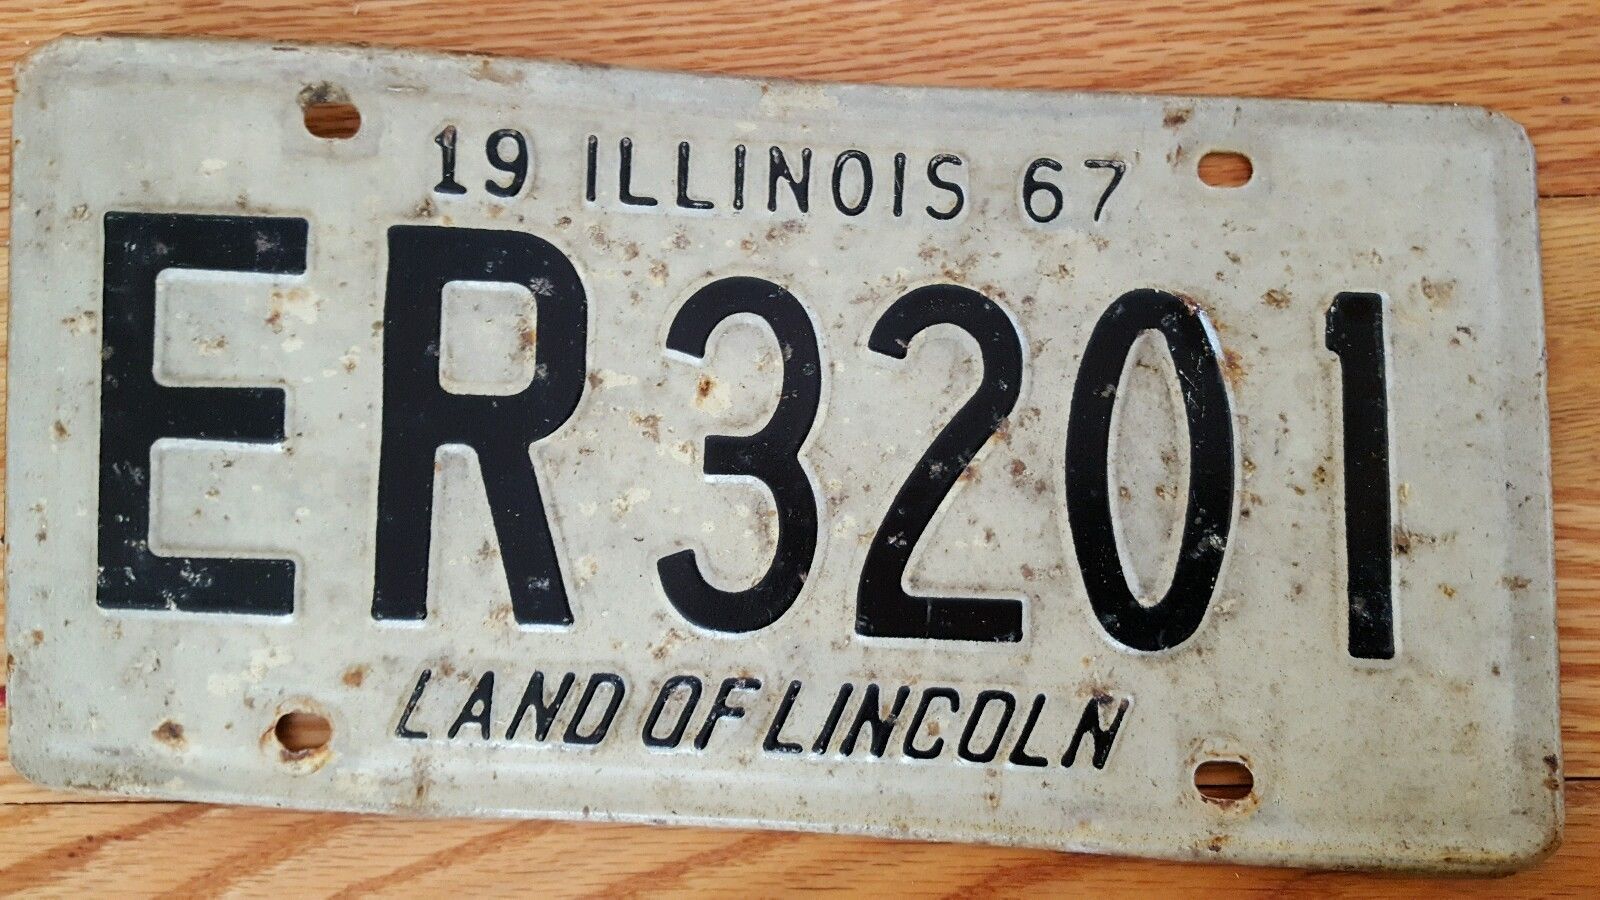 19 ILLINOIS 67
ER3201
LAND OF LINCOLN